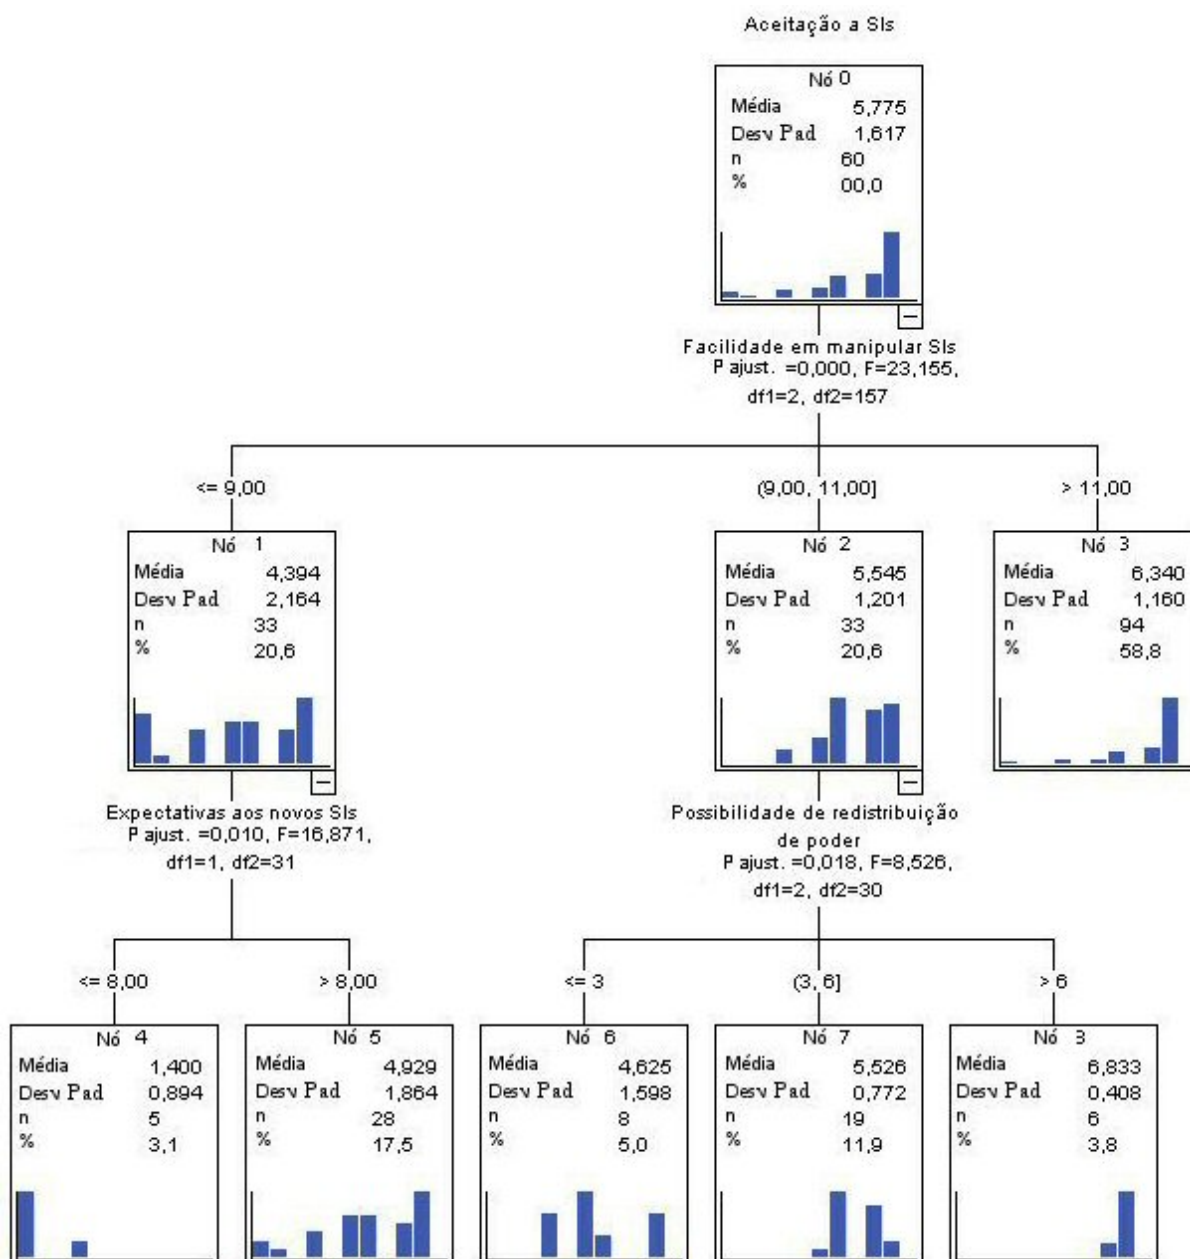 Aceitação a SIs
Nó 0
Média 5,775
Desv Pad 1,617
n 60
% 00,0
Facilidade em manipular SIs
P ajust. =0,000, F=23,155,
df1=2, df2=157
<= 9,00
(9,00, 11,00]
> 11,00
Nó 1
Média 4,394
Desv Pad 2,164
n 33
% 20,6
Nó 2
Média 5,545
Desv Pad 1,201
n 33
% 20,6
Nó 3
Média 6,340
Desv Pad 1,160
n 94
% 58,8
Expectativas aos novos SIs
P ajust. =0,010, F=16,871,
df1=1, df2=31
Possibilidade de redistribuição
de poder
P ajust. =0,018, F=8,526,
df1=2, df2=30
<= 8,00
> 8,00
<= 3
(3, 6]
> 6
Nó 4
Média 1,400
Desv Pad 0,894
n 5
% 3,1
Nó 5
Média 4,929
Desv Pad 1,864
n 28
% 17,5
Nó 6
Média 4,625
Desv Pad 1,598
n 8
% 5,0
Nó 7
Média 5,526
Desv Pad 0,772
n 19
% 11,9
Nó
Média 6,833
Desv Pad 0,408
n 6
% 3,8